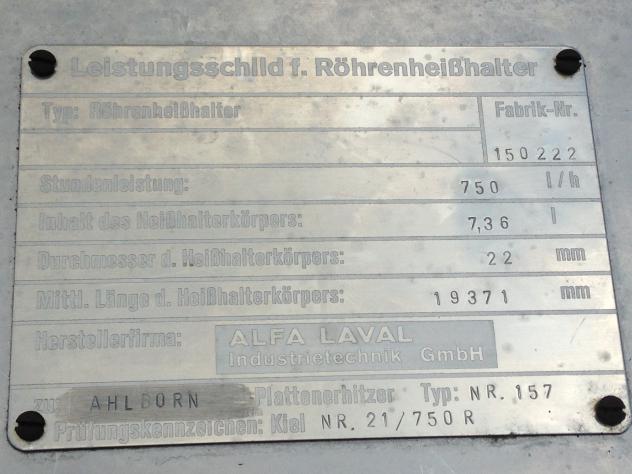 Leistungsschild f. Röhrenheißhalter
Typ: Röhrenheißhalter
Fabrik-Nr.
150222
Stundenleistung: 750 l/h
Inhalt des Heißhalterkörpers: 7,36 l
Durchmesser d. Heißhalterkörpers: 22 mm
Mittl. Länge d. Heißhalterkörpers: 19371 mm
Herstellerfirma: ALFA LAVAL
Industrietechnik GmbH
zu AHLBORN -Plattenerhitzer Typ: NR. 157
Prüfungskennzeichen: Kiel NR. 21/750 R